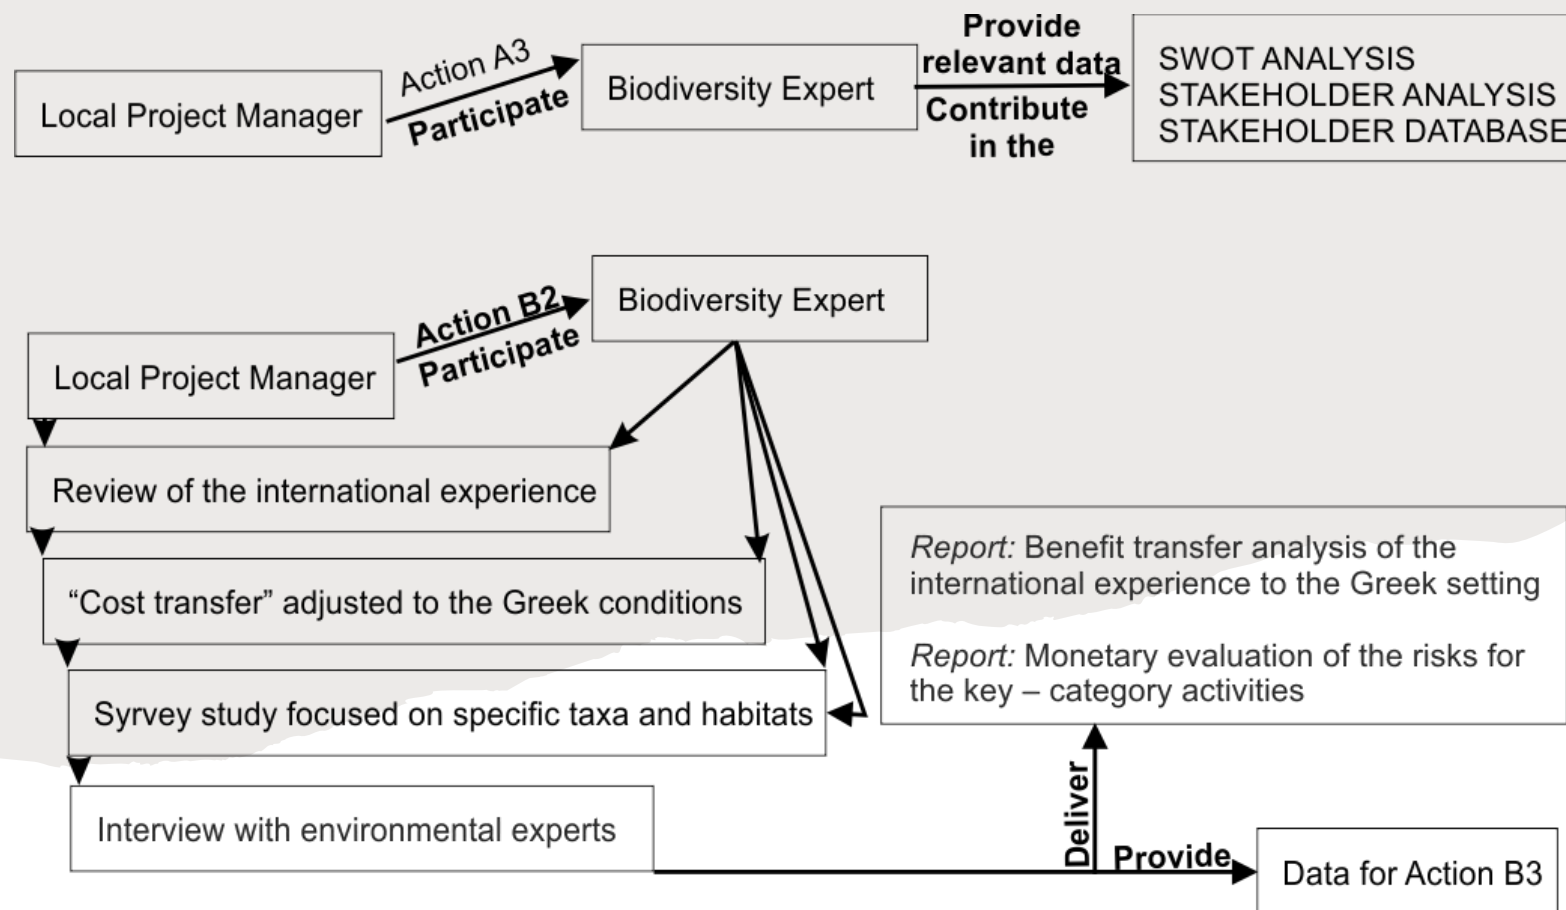 Local Project Manager
Action A3
Participate
Biodiversity Expert
Provide
relevant data
Contribute
in the
SWOT ANALYSIS
STAKEHOLDER ANALYSIS
STAKEHOLDER DATABASE
Local Project Manager
Action B2
Participate
Biodiversity Expert
Review of the international experience
“Cost transfer” adjusted to the Greek conditions
Syrvey study focused on specific taxa and habitats
Interview with environmental experts
Report: Benefit transfer analysis of the
international experience to the Greek setting
Report: Monetary evaluation of the risks for
the key – category activities
Deliver
Provide
Data for Action B3